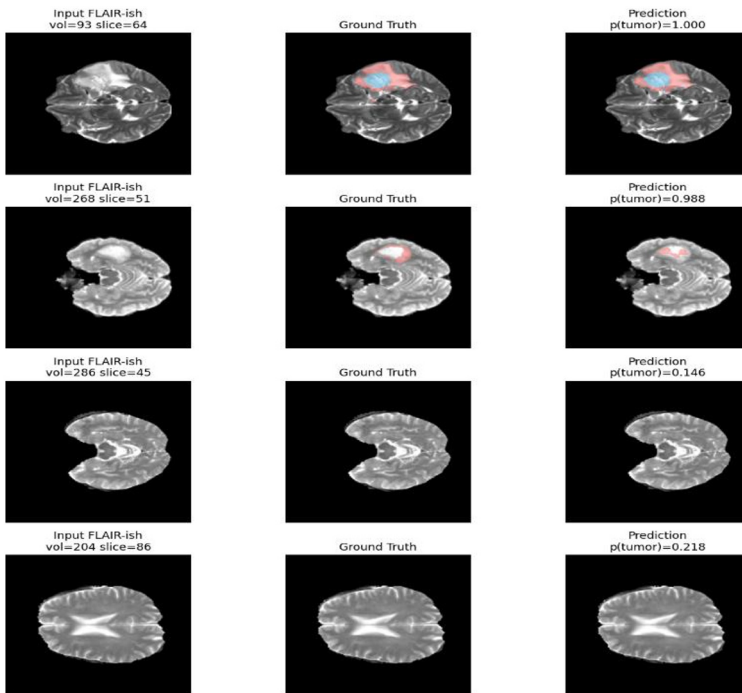 Input FLAIR-ish
vol=93 slice=64
Ground Truth
Prediction
p(tumor)=1.000
Input FLAIR-ish
vol=268 slice=51
Ground Truth
Prediction
p(tumor)=0.988
Input FLAIR-ish
vol=286 slice=45
Ground Truth
Prediction
p(tumor)=0.146
Input FLAIR-ish
vol=204 slice=86
Ground Truth
Prediction
p(tumor)=0.218